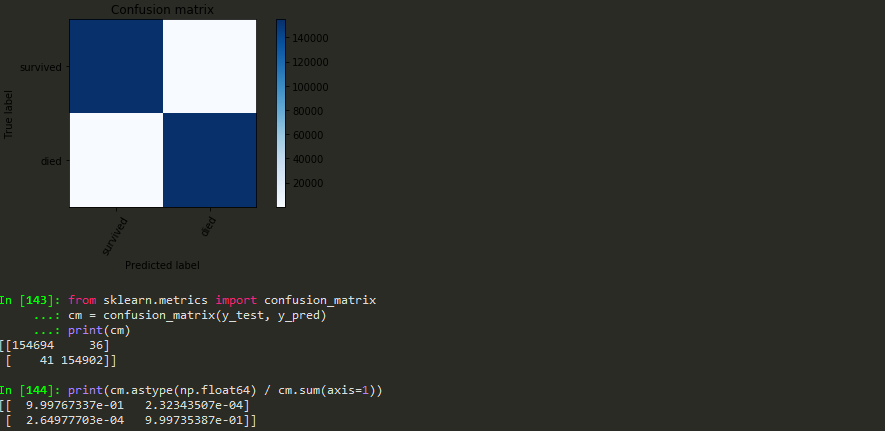 Confusion matrix
survived
died
True label
survived
died
Predicted label
140000
120000
100000
80000
60000
40000
20000
In [143]: from sklearn.metrics import confusion_matrix
     ...: cm = confusion_matrix(y_test, y_pred)
     ...: print(cm)
[[154694     36]
 [    41 154902]]
In [144]: print(cm.astype(np.float64) / cm.sum(axis=1))
[[  9.99767337e-01   2.32343507e-04]
 [  2.64977703e-04   9.99735387e-01]]